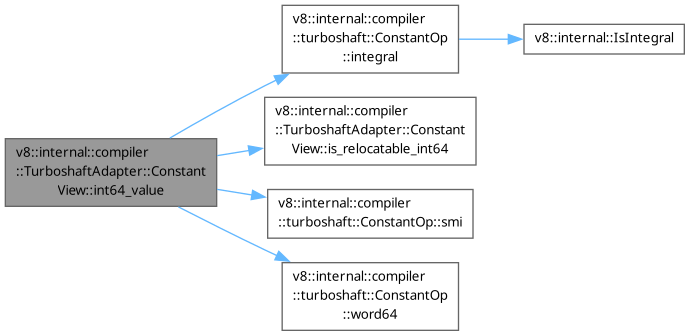 v8::internal::compiler
::TurboshaftAdapter::Constant
View::int64_value
v8::internal::compiler
::turboshaft::ConstantOp
::integral
v8::internal::IsIntegral
v8::internal::compiler
::TurboshaftAdapter::Constant
View::is_relocatable_int64
v8::internal::compiler
::turboshaft::ConstantOp::smi
v8::internal::compiler
::turboshaft::ConstantOp
::word64